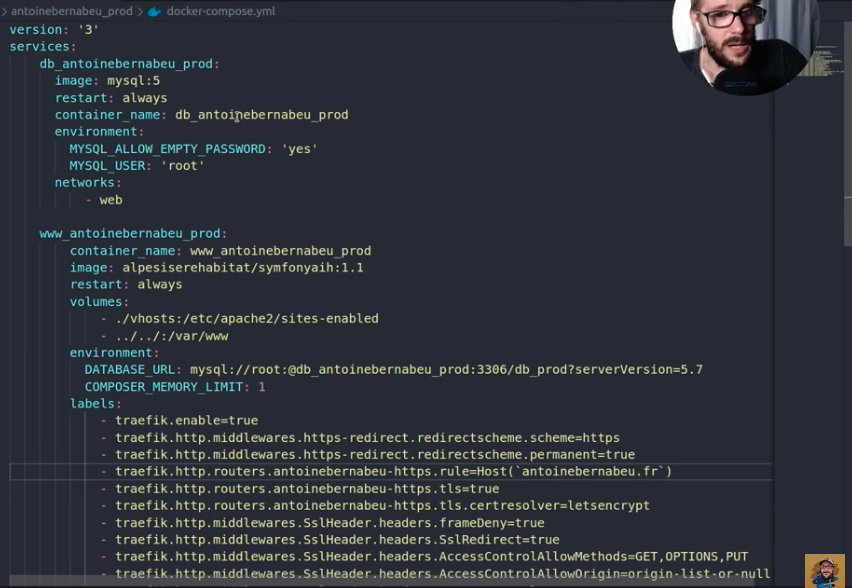 antoinebernabeu_prod > docker-compose.yml
version: '3'
services:
db_antoinebernabeu_prod:
image: mysql:5
restart: always
container_name: db_antoinebernabeu_prod
environment:
MYSQL_ALLOW_EMPTY_PASSWORD: 'yes'
MYSQL_USER: 'root'
networks:
- web
www_antoinebernabeu_prod:
container_name: www_antoinebernabeu_prod
image: alpesiserehabitat/symfonyaih:1.1
restart: always
volumes:
- ./vhosts:/etc/apache2/sites-enabled
- ../../:/var/www
environment:
DATABASE_URL: mysql://root:@db_antoinebernabeu_prod:3306/db_prod?serverVersion=5.7
COMPOSER_MEMORY_LIMIT: 1
labels:
- traefik.enable=true
- traefik.http.middlewares.https-redirect.redirectscheme.scheme=https
- traefik.http.middlewares.https-redirect.redirectscheme.permanent=true
- traefik.http.routers.antoinebernabeu-https.rule=Host(`antoinebernabeu.fr`)
- traefik.http.routers.antoinebernabeu-https.tls=true
- traefik.http.routers.antoinebernabeu-https.tls.certresolver=letsencrypt
- traefik.http.middlewares.SslHeader.headers.frameDeny=true
- traefik.http.middlewares.SslHeader.headers.SslRedirect=true
- traefik.http.middlewares.SslHeader.headers.AccessControlAllowMethods=GET,OPTIONS,PUT
- traefik.http.middlewares.SslHeader.headers.AccessControlAllowOrigin=origin-list-or-null